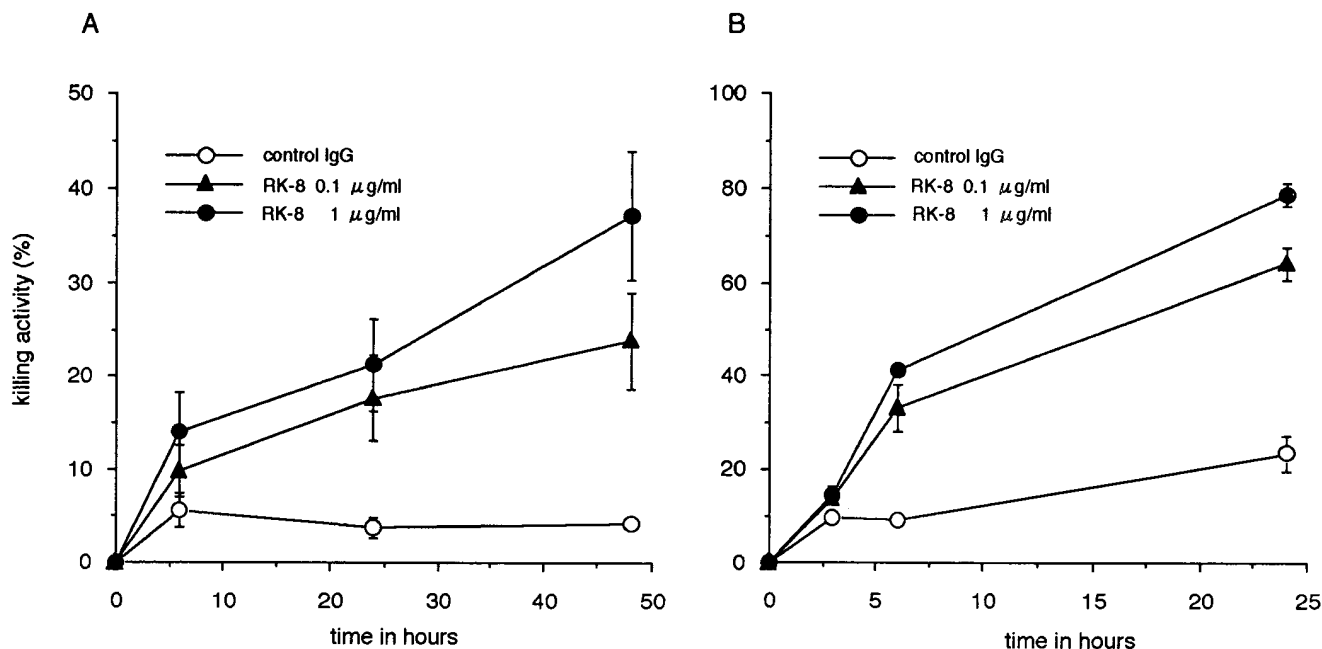 A
50
40
30
20
10
0
killing activity (%)
control IgG
RK-8 0.1 μg/ml
RK-8 1 μg/ml
0 10 20 30 40 50
time in hours
B
100
80
60
40
20
0
control IgG
RK-8 0.1 μg/ml
RK-8 1 μg/ml
0 5 10 15 20 25
time in hours